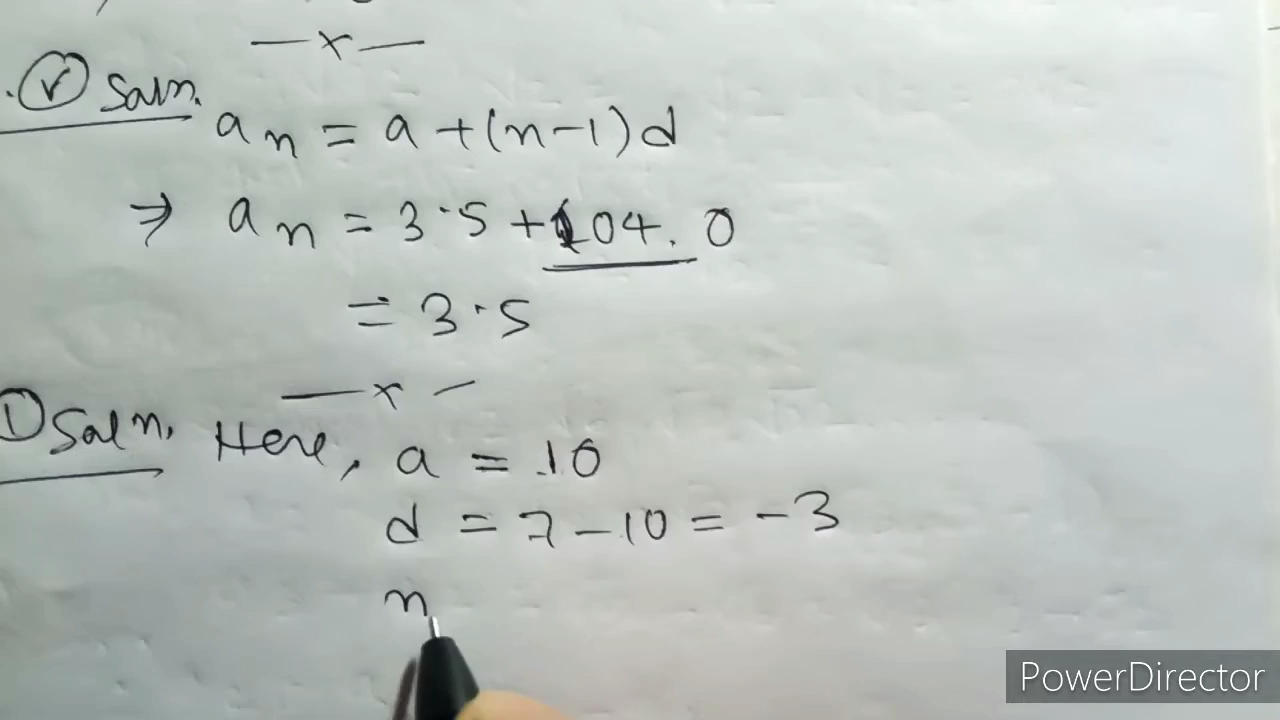 —x—
(v) Soln.
an = a +(n-1)d
⇒ an = 3.5 + 104. 0
= 3.5
—x—
1) Soln. Here, a = 10
d = 7 - 10 = -3
n
PowerDirector